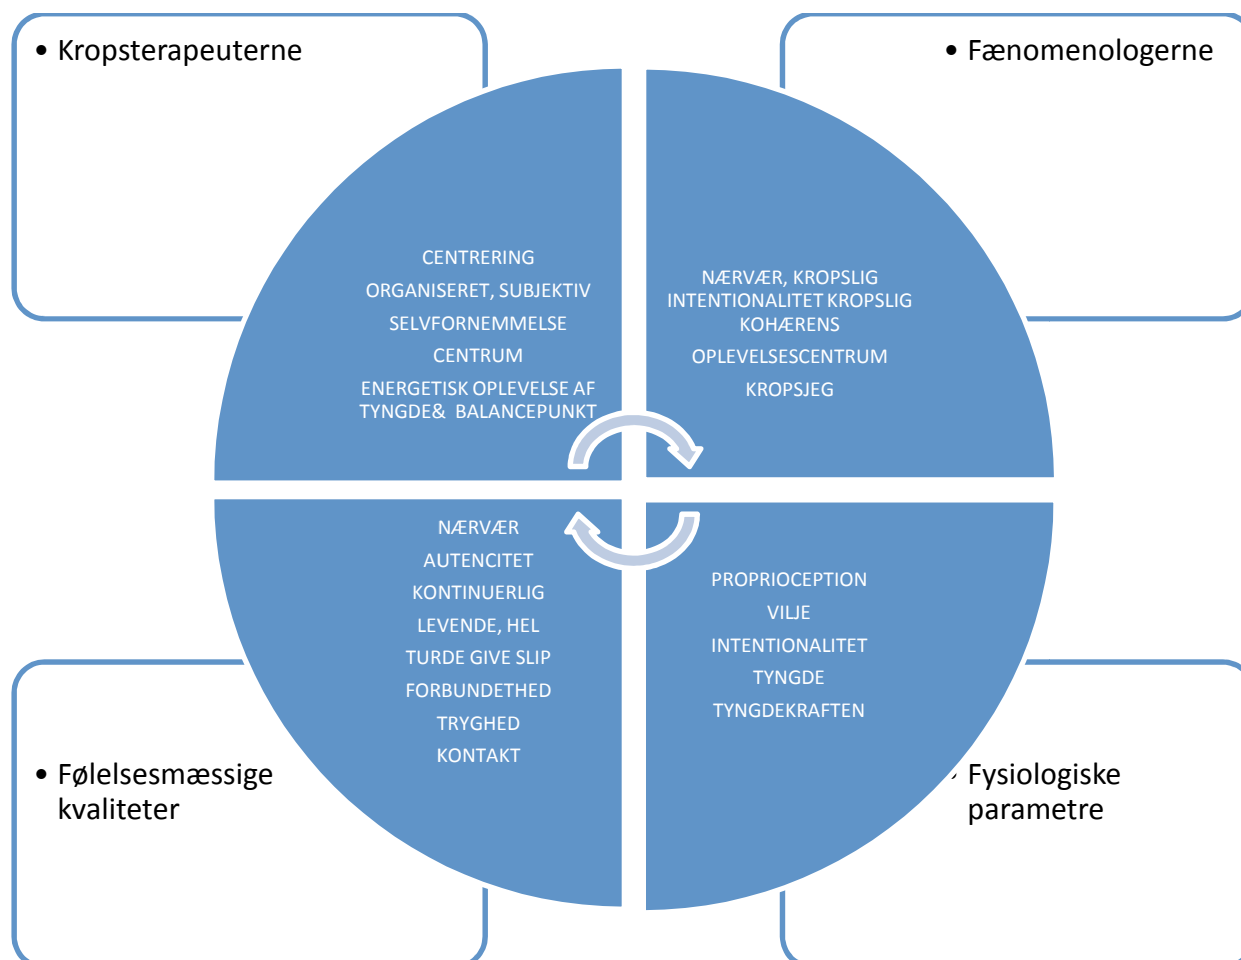 • Kropsterapeuterne
• Fænomenologerne
CENTRERING
ORGANISERET, SUBJEKTIV
SELVFORNEMMELSE
CENTRUM
ENERGETISK OPLEVELSE AF
TYNGDE& BALANCEPUNKT
NÆRVÆR, KROPSLIG
INTENTIONALITET KROPSLIG
KOHÆRENS
OPLEVELSESCENTRUM
KROPSJEG
NÆRVÆR
AUTENCITET
KONTINUERLIG
LEVENDE, HEL
TURDE GIVE SLIP
FORBUNDETHED
TRYGHED
KONTAKT
PROPRIOCEPTION
VILJE
INTENTIONALITET
TYNGDE
TYNGDEKRAFTEN
• Følelsesmæssige
kvaliteter
• Fysiologiske
parametre